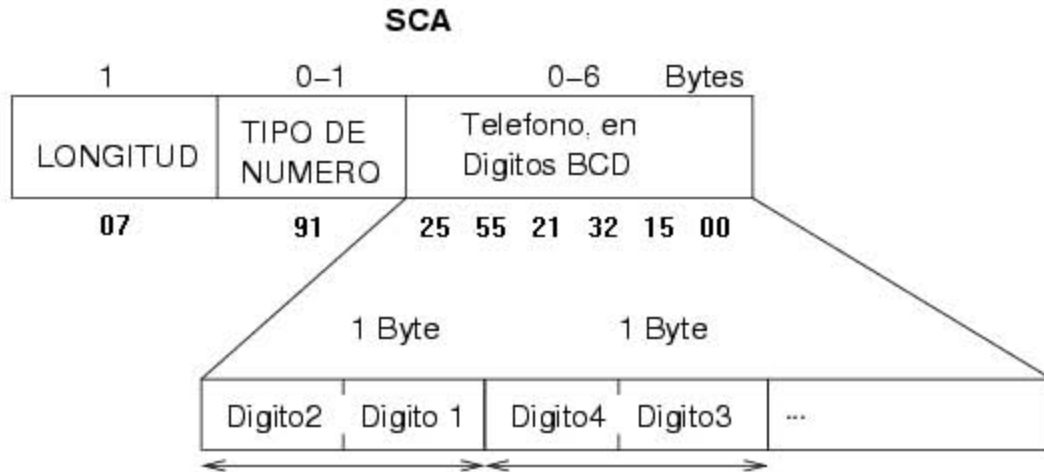 SCA
1 0–1 0–6 Bytes
LONGITUD
TIPO DE
NUMERO
Telefono, en
Digitos BCD
07 91 25 55 21 32 15 00
1 Byte 1 Byte
Digito2 Digito 1 Digito4 Digito3 ...